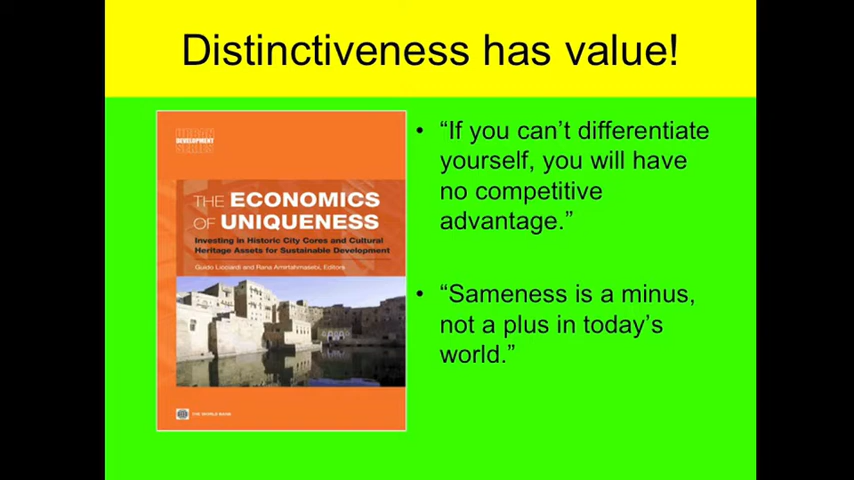 Distinctiveness has value!
URBAN
DEVELOPMENT
SERIES
THE ECONOMICS
OF UNIQUENESS
Investing in Historic City Cores and Cultural
Heritage Assets for Sustainable Development
Guido Licciardi and Rana Amirtahmasebi, Editors
THE WORLD BANK
• “If you can’t differentiate
yourself, you will have
no competitive
advantage.”
• “Sameness is a minus,
not a plus in today’s
world.”